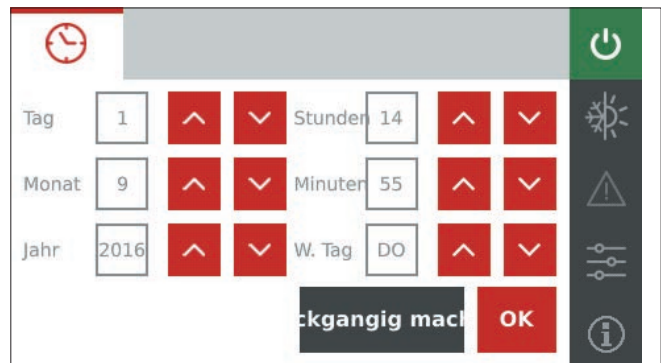 Tag 1 Stunden 14
Monat 9 Minuten 55
Jahr 2016 W. Tag DO
ckgangig mach OK